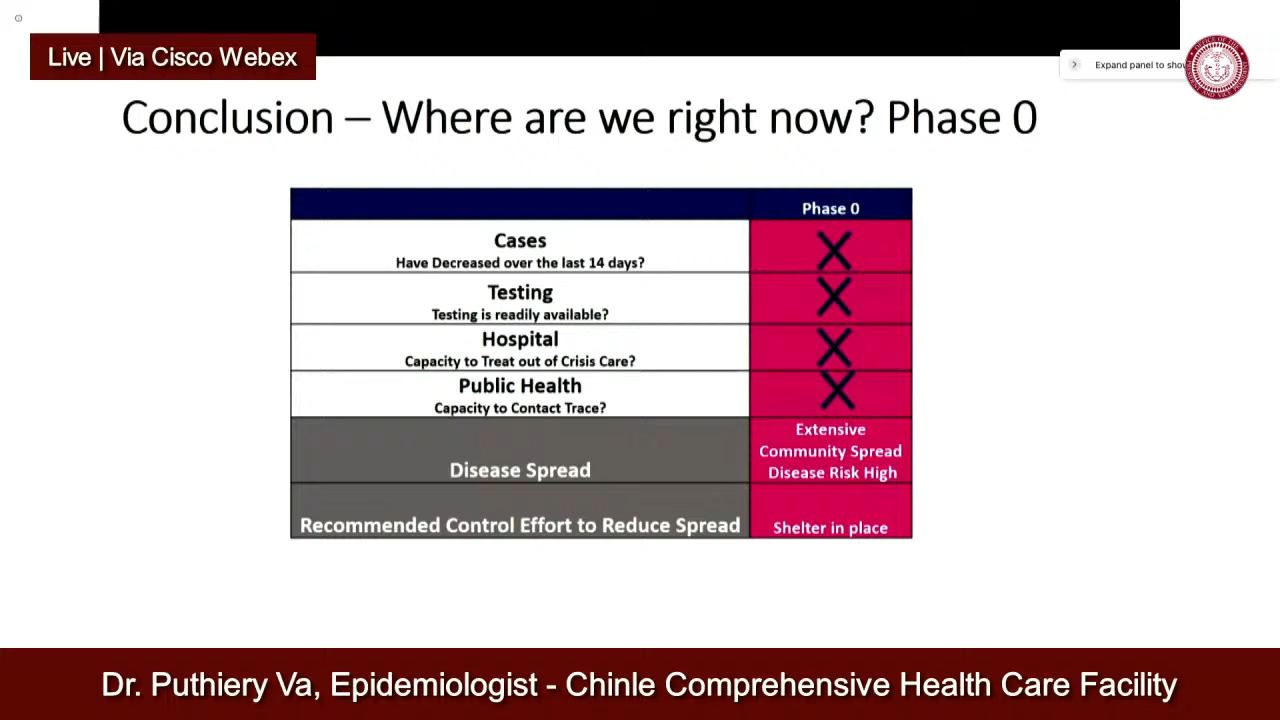 Live | Via Cisco Webex
Expand panel to sho
Conclusion – Where are we right now? Phase 0
Phase 0
Cases
Have Decreased over the last 14 days?
Testing
Testing is readily available?
Hospital
Capacity to Treat out of Crisis Care?
Public Health
Capacity to Contact Trace?
Disease Spread
Extensive
Community Spread
Disease Risk High
Recommended Control Effort to Reduce Spread
Shelter in place
Dr. Puthiery Va, Epidemiologist - Chinle Comprehensive Health Care Facility